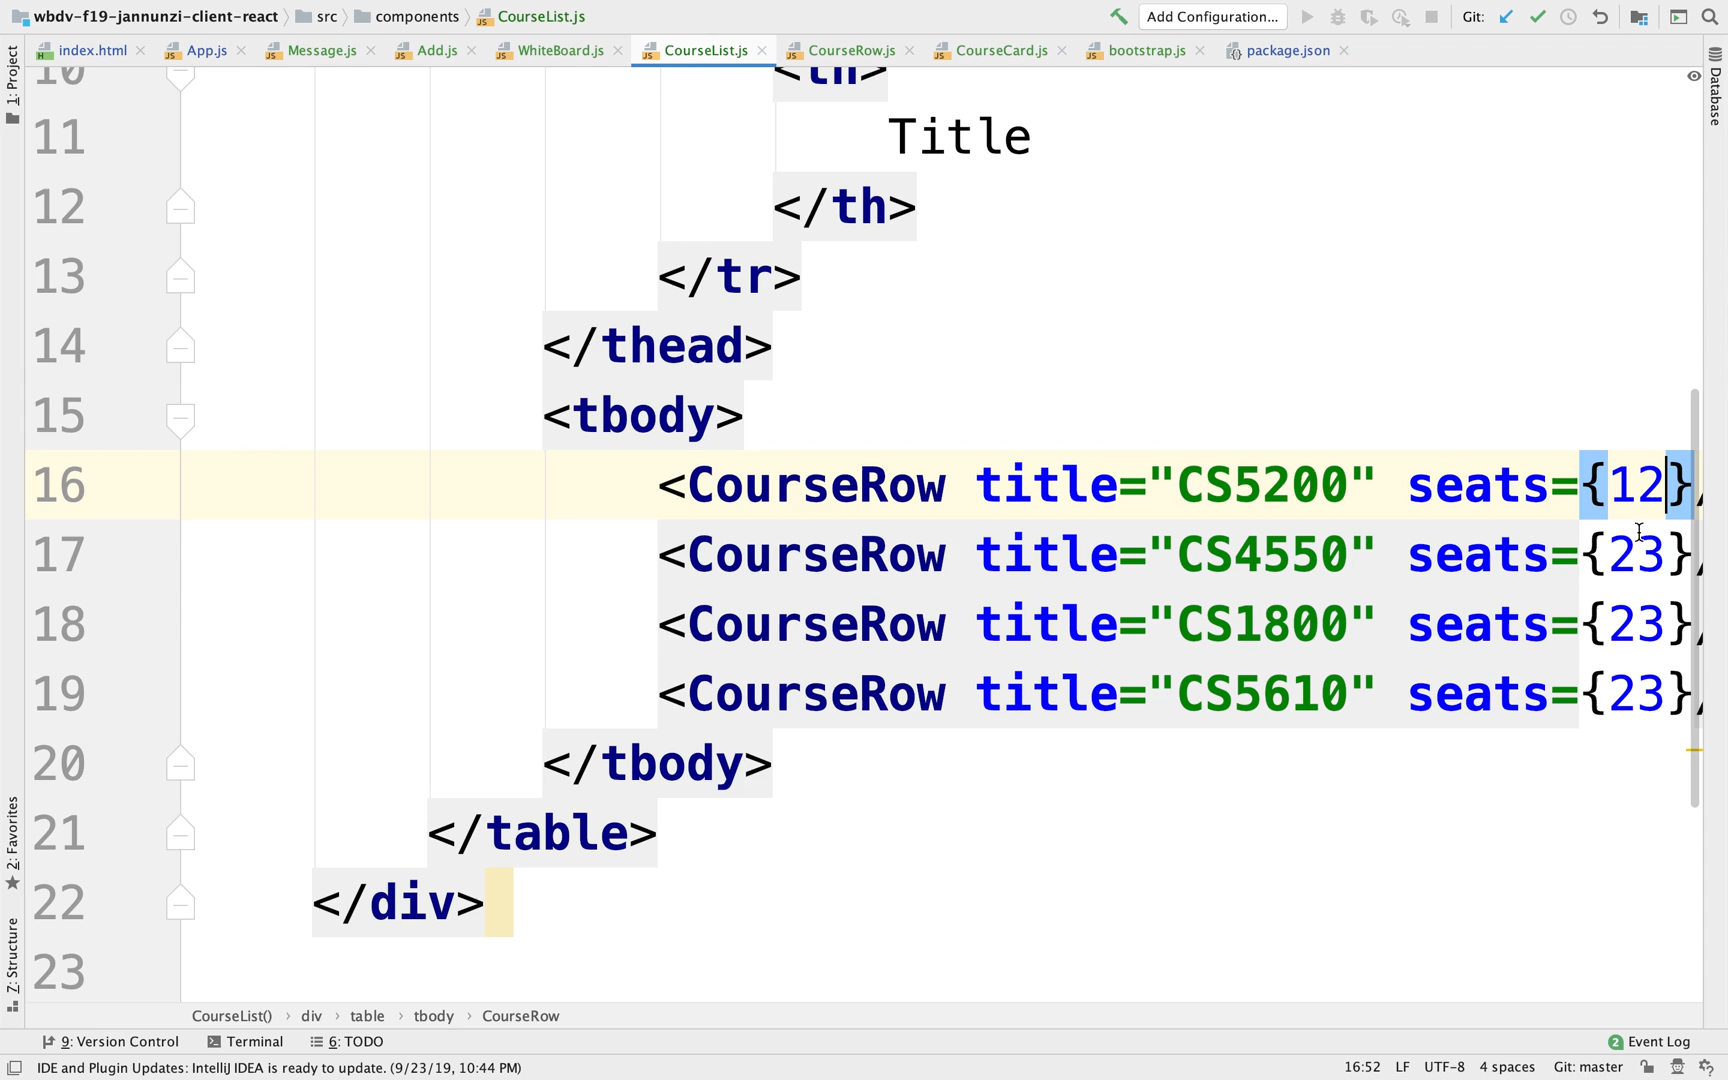 wbdv-f19-jannunzi-client-react src components CourseList.js Add Configuration... Git:
index.html App.js Message.js Add.js WhiteBoard.js CourseList.js CourseRow.js CourseCard.js bootstrap.js package.json
1: Project
Database
10 <th>
11 Title
12 </th>
13 </tr>
14 </thead>
15 <tbody>
16 <CourseRow title="CS5200" seats={12}/
17 <CourseRow title="CS4550" seats={23}/
18 <CourseRow title="CS1800" seats={23}/
19 <CourseRow title="CS5610" seats={23}/
20 </tbody>
21 </table>
22 </div>
23
2: Favorites
7: Structure
CourseList() › div › table › tbody › CourseRow
9: Version Control Terminal 6: TODO 2 Event Log
IDE and Plugin Updates: IntelliJ IDEA is ready to update. (9/23/19, 10:44 PM) 16:52 LF UTF-8 4 spaces Git: master